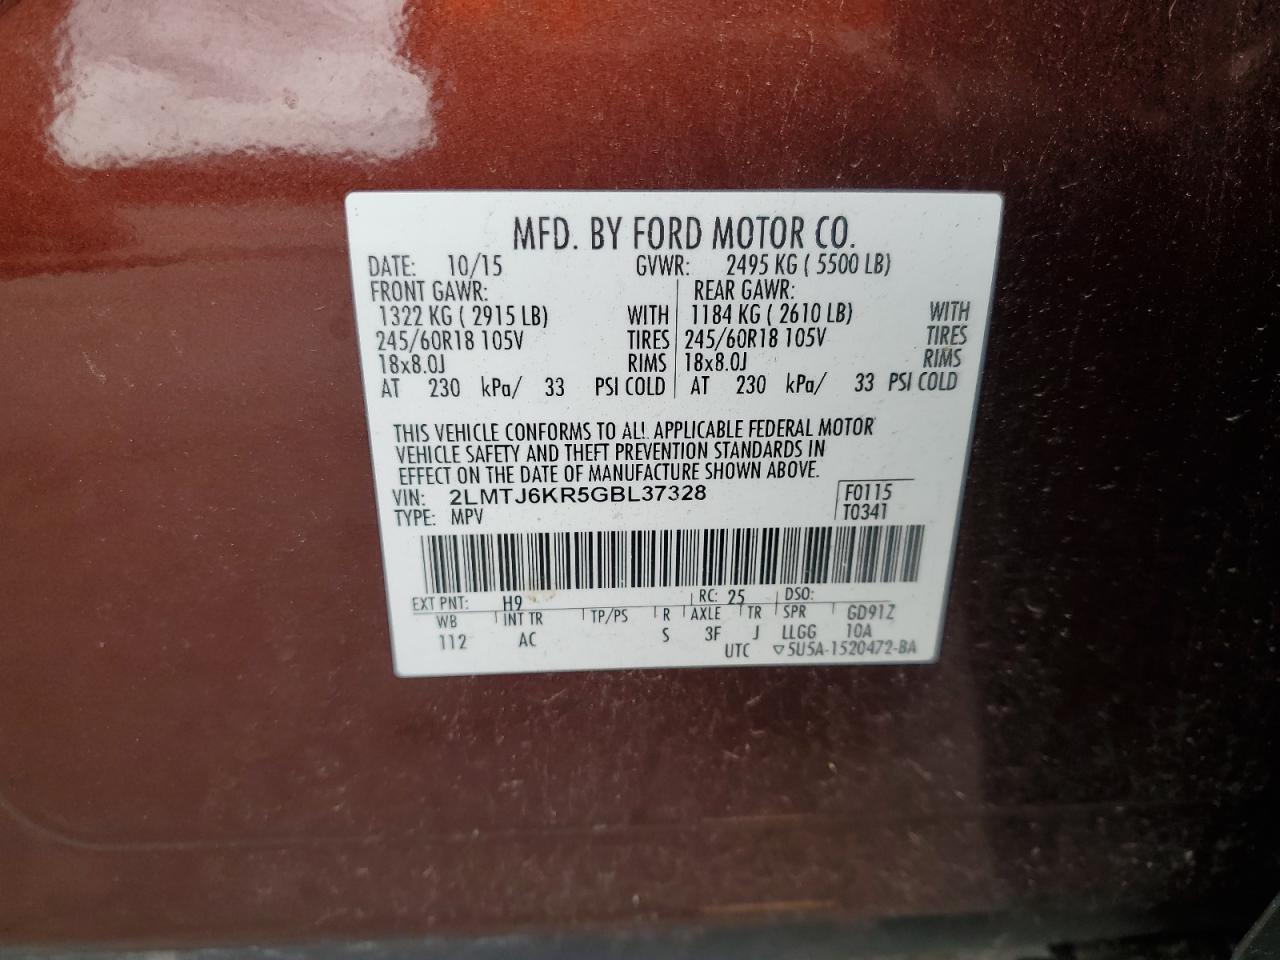 MFD. BY FORD MOTOR CO.
DATE: 10/15 GVWR: 2495 KG ( 5500 LB)
FRONT GAWR: REAR GAWR:
1322 KG ( 2915 LB) WITH 1184 KG ( 2610 LB) WITH
245/60R18 105V TIRES 245/60R18 105V TIRES
18x8.0J RIMS 18x8.0J RIMS
AT 230 kPa/ 33 PSI COLD AT 230 kPa/ 33 PSI COLD
THIS VEHICLE CONFORMS TO ALL APPLICABLE FEDERAL MOTOR
VEHICLE SAFETY AND THEFT PREVENTION STANDARDS IN
EFFECT ON THE DATE OF MANUFACTURE SHOWN ABOVE.
VIN: 2LMTJ6KR5GBL37328 F0115
TYPE: MPV T0341
EXT PNT: H9 RC: 25 DSO:
WB INT TR TP/PS R AXLE TR SPR GD91Z
112 AC S 3F J LLGG 10A
UTC ▽5U5A-1520472-BA